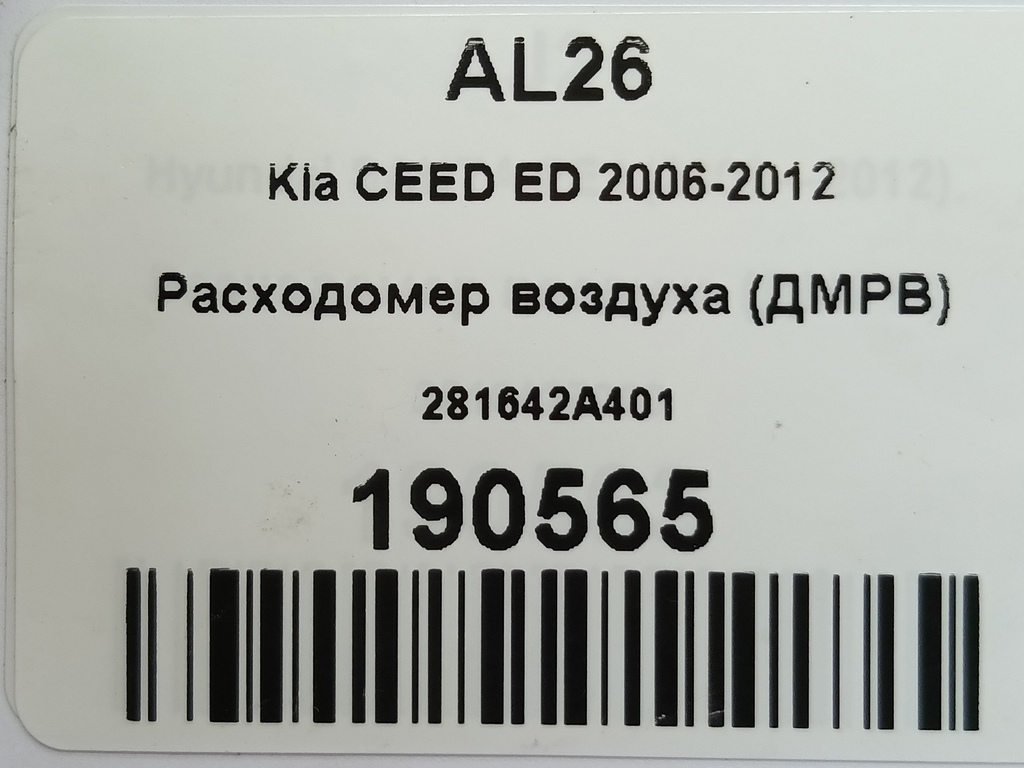 AL26
Kia CEED ED 2006-2012
Расходомер воздуха (ДМРВ)
281642A401
190565